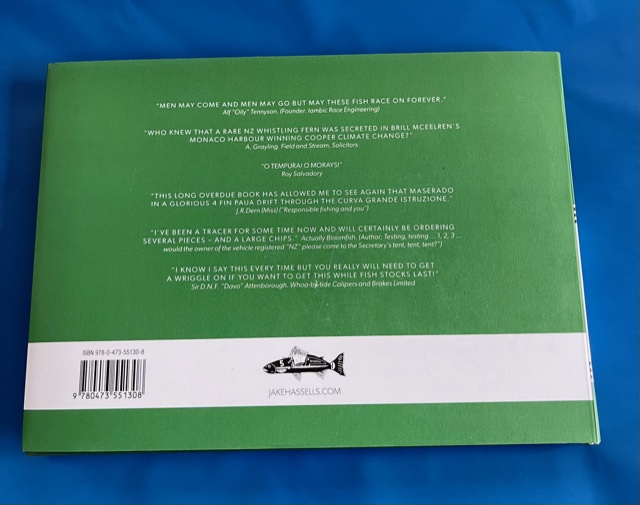 "MEN MAY COME AND MEN MAY GO BUT MAY THESE FISH RACE ON FOREVER."
Alf "Oily" Tennyson. (Founder. Iambic Race Engineering)
"WHO KNEW THAT A RARE NZ WHISTLING FERN WAS SECRETED IN BRILL MCEELREN'S
MONACO HARBOUR WINNING COOPER CLIMATE CHANGE?"
A. Grayling. Field and Stream, Solicitors
"O TEMPURA! O MORAYS!"
Roy Salvadory
"THIS LONG OVERDUE BOOK HAS ALLOWED ME TO SEE AGAIN THAT MASERADO
IN A GLORIOUS 4 FIN PAUA DRIFT THROUGH THE CURVA GRANDE ISTRUZIONE."
J.R.Dern (Miss) ("Responsible fishing and you")
"I'VE BEEN A TRACER FOR SOME TIME NOW AND WILL CERTAINLY BE ORDERING
SEVERAL PIECES – AND A LARGE CHIPS." Actually Bloomfish. (Author: Testing, testing ... 1, 2, 3 ...
would the owner of the vehicle registered "NZ" please come to the Secretary's tent, tent, tent?")
"I KNOW I SAY THIS EVERY TIME BUT YOU REALLY WILL NEED TO GET
A WRIGGLE ON IF YOU WANT TO GET THIS WHILE FISH STOCKS LAST!"
Sir D.N.F. "Davo" Attenborough. Whoa-by-tide Calipers and Brakes Limited
ISBN 978-0-473-55130-8
9 780473 551308
JAKEHASSELLS.COM